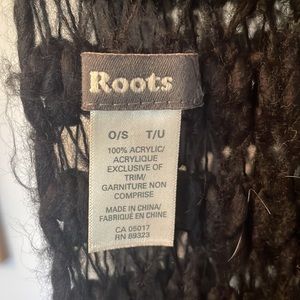 Roots
O/S T/U
100% ACRYLIC/
ACRYLIQUE
EXCLUSIVE OF
TRIM/
GARNITURE NON
COMPRISE
MADE IN CHINA/
FABRIQUÉ EN CHINE
CA 05017
RN 89323